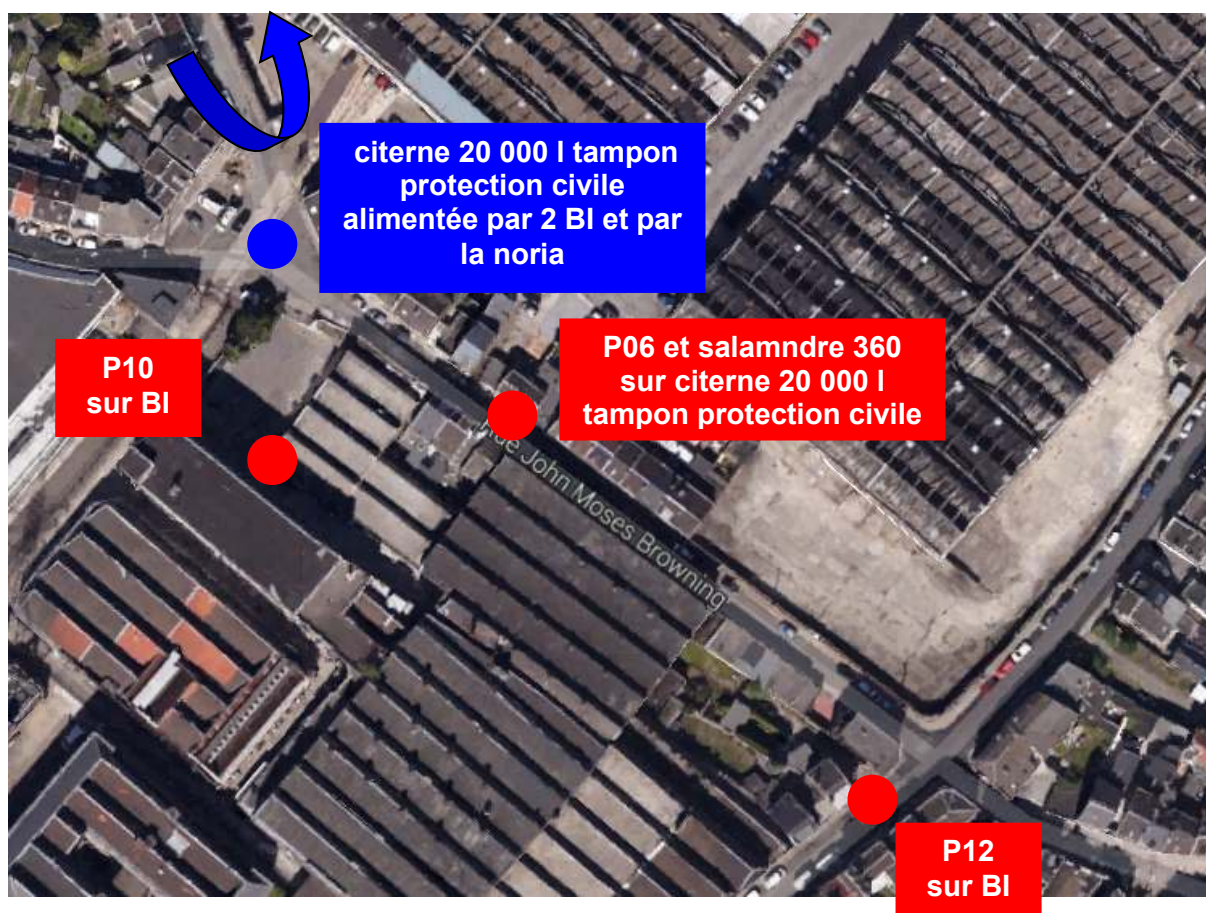 citerne 20 000 l tampon
protection civile
alimentée par 2 BI et par
la noria
P10
sur BI
P06 et salamndre 360
sur citerne 20 000 l
tampon protection civile
Rue John Moses Browning
P12
sur BI